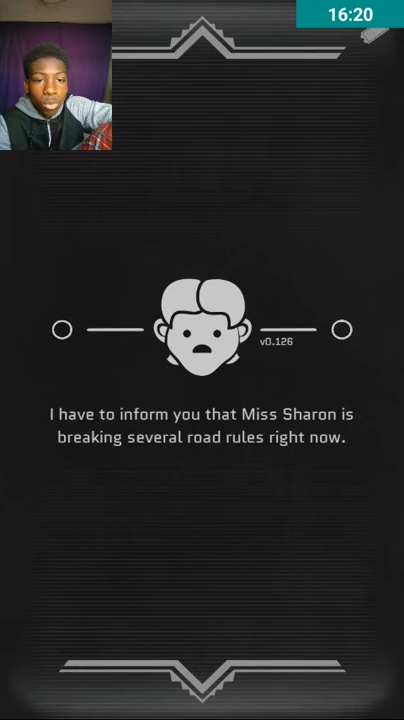 16:20
v0.126
I have to inform you that Miss Sharon is
breaking several road rules right now.